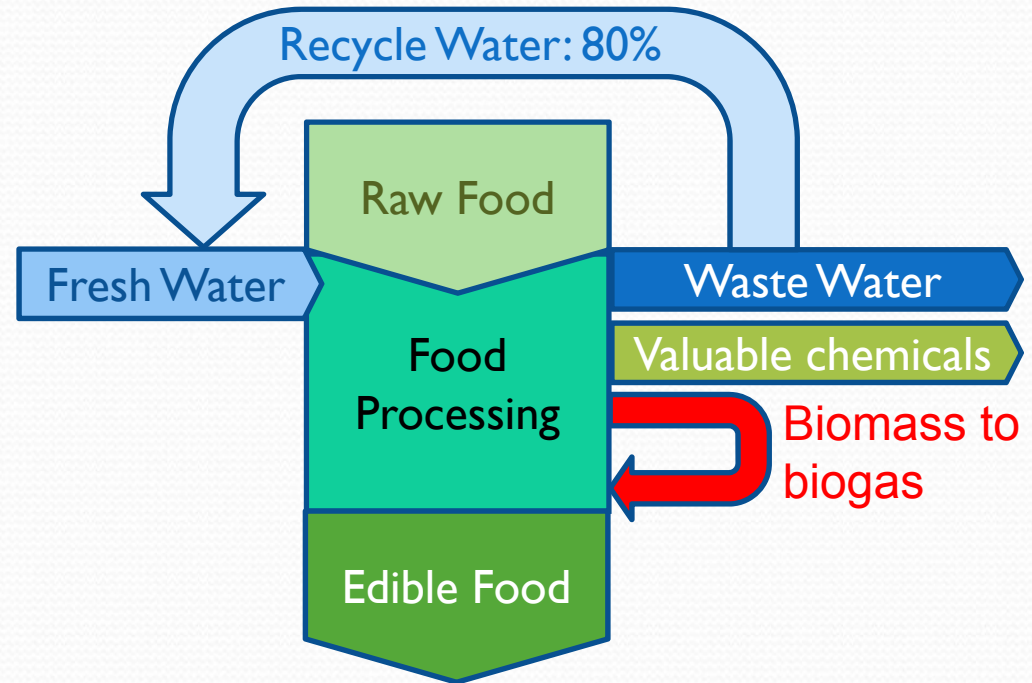 Recycle Water: 80%
Raw Food
Fresh Water
Waste Water
Valuable chemicals
Food
Processing
Biomass to
biogas
Edible Food